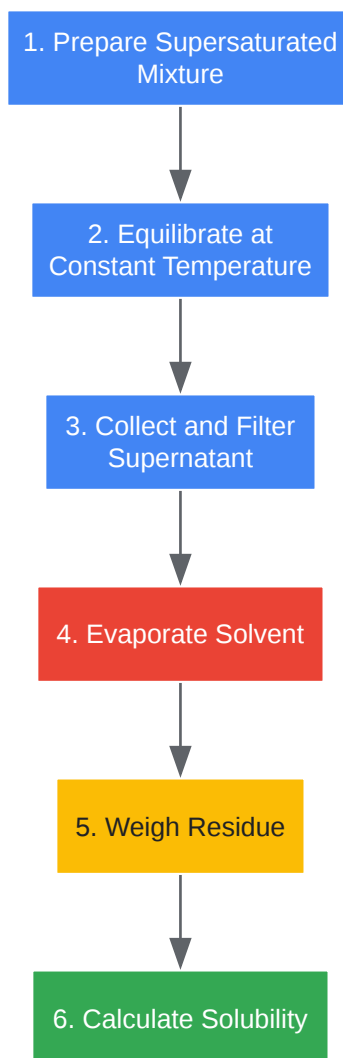 1. Prepare Supersaturated
Mixture
2. Equilibrate at
Constant Temperature
3. Collect and Filter
Supernatant
4. Evaporate Solvent
5. Weigh Residue
6. Calculate Solubility